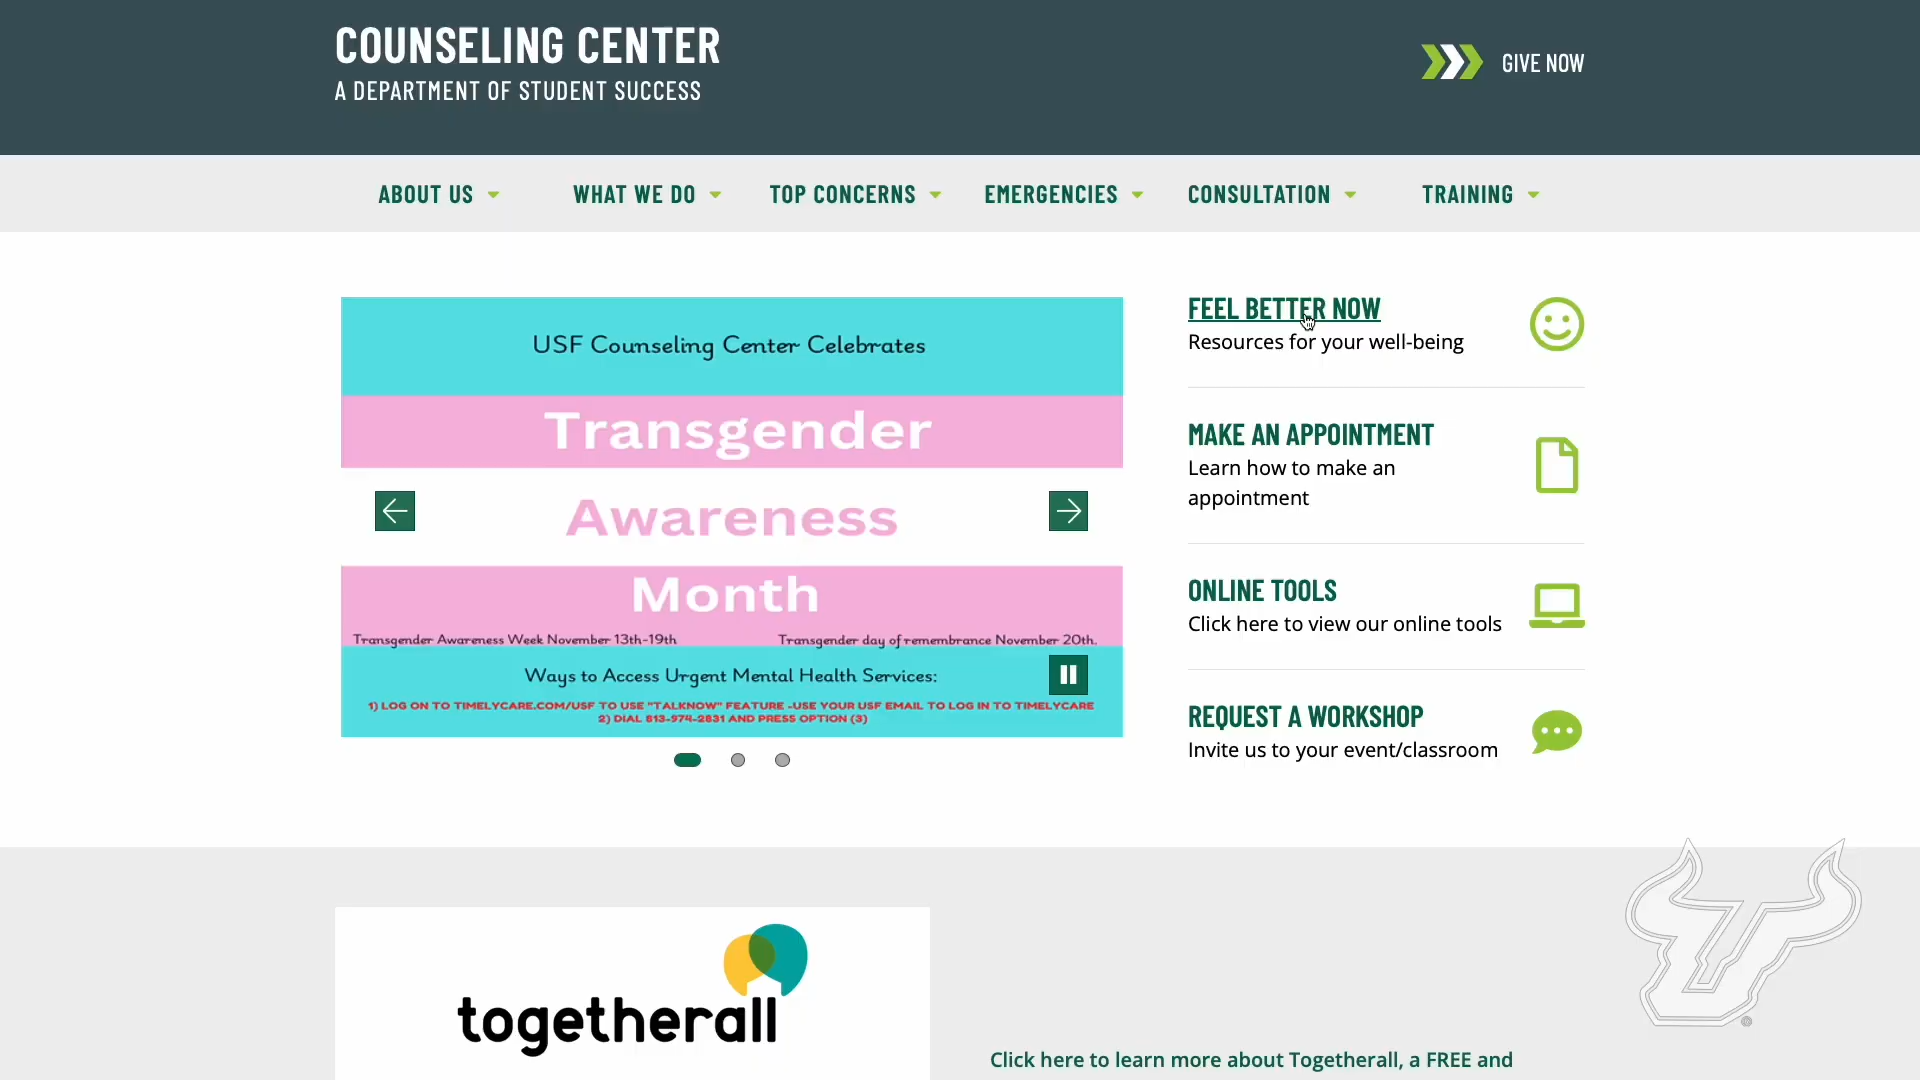 COUNSELING CENTER
A DEPARTMENT OF STUDENT SUCCESS
GIVE NOW
ABOUT US
WHAT WE DO
TOP CONCERNS
EMERGENCIES
CONSULTATION
TRAINING
USF Counseling Center Celebrates
Transgender
Awareness
Month
Transgender Awareness Week November 13th-19th
Transgender day of remembrance November 20th.
Ways to Access Urgent Mental Health Services:
1) LOG ON TO TIMELYCARE.COM/USF TO USE "TALKNOW" FEATURE -USE YOUR USF EMAIL TO LOG IN TO TIMELYCARE
2) DIAL 813-974-2831 AND PRESS OPTION (3)
FEEL BETTER NOW
Resources for your well-being
MAKE AN APPOINTMENT
Learn how to make an
appointment
ONLINE TOOLS
Click here to view our online tools
REQUEST A WORKSHOP
Invite us to your event/classroom
togetherall
Click here to learn more about Togetherall, a FREE and